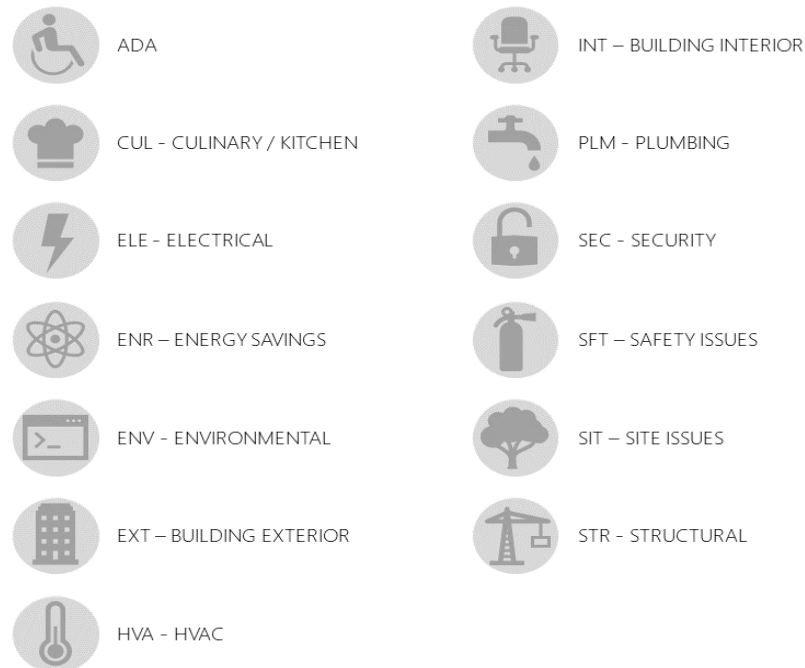 ADA
CUL - CULINARY / KITCHEN
ELE - ELECTRICAL
ENR – ENERGY SAVINGS
>_
ENV - ENVIRONMENTAL
EXT – BUILDING EXTERIOR
HVA - HVAC
INT – BUILDING INTERIOR
PLM - PLUMBING
SEC - SECURITY
SFT – SAFETY ISSUES
SIT – SITE ISSUES
STR - STRUCTURAL